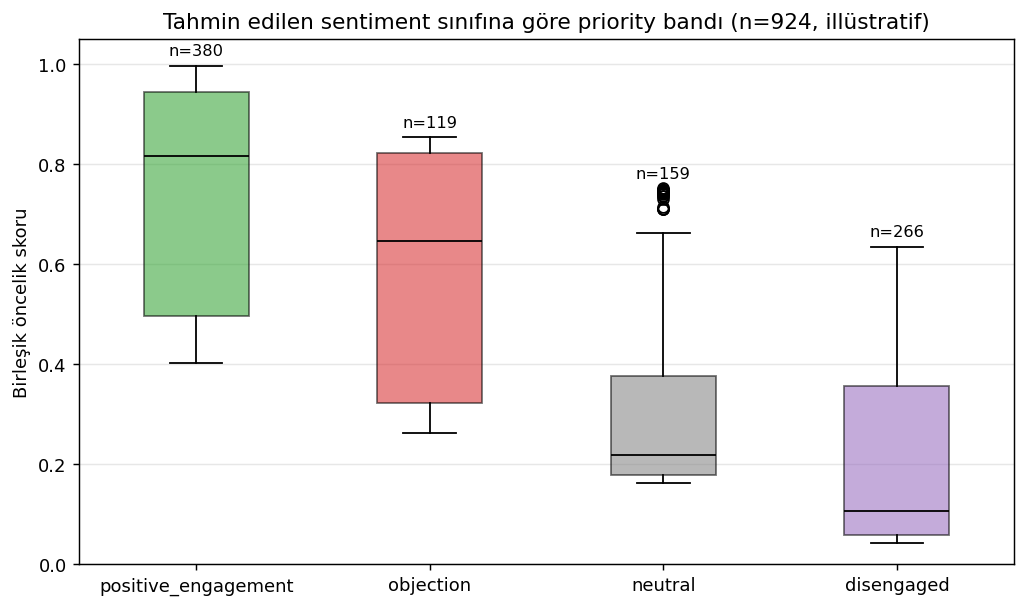 Tahmin edilen sentiment sınıfına göre priority bandı (n=924, illüstratif)
n=380
n=119
n=159
n=266
Birleşik öncelik skoru
1.0
0.8
0.6
0.4
0.2
0.0
positive_engagement
objection
neutral
disengaged